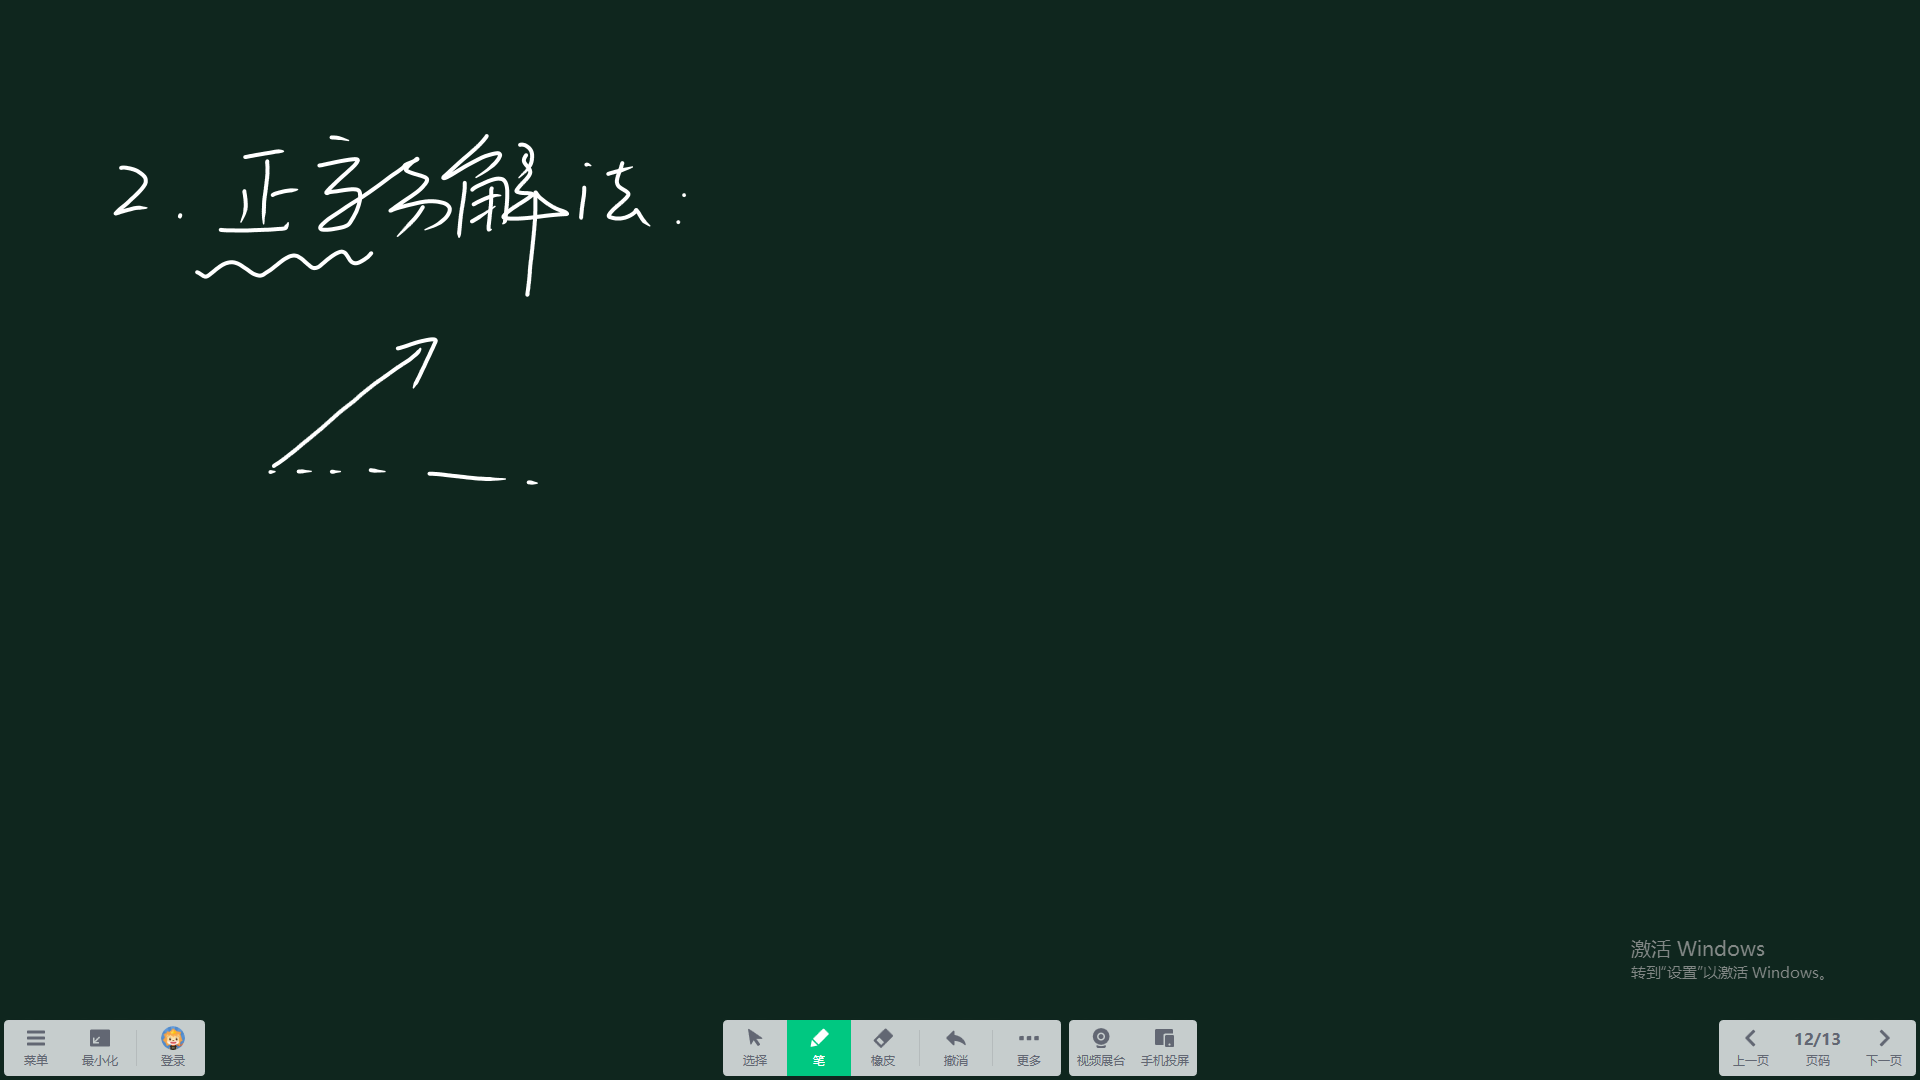 2.正交分解法:
激活 Windows
转到“设置”以激活 Windows。
菜单 最小化 登录 选择 笔 橡皮 撤消 更多 视频展台 手机投屏 上一页 12/13 页码 下一页